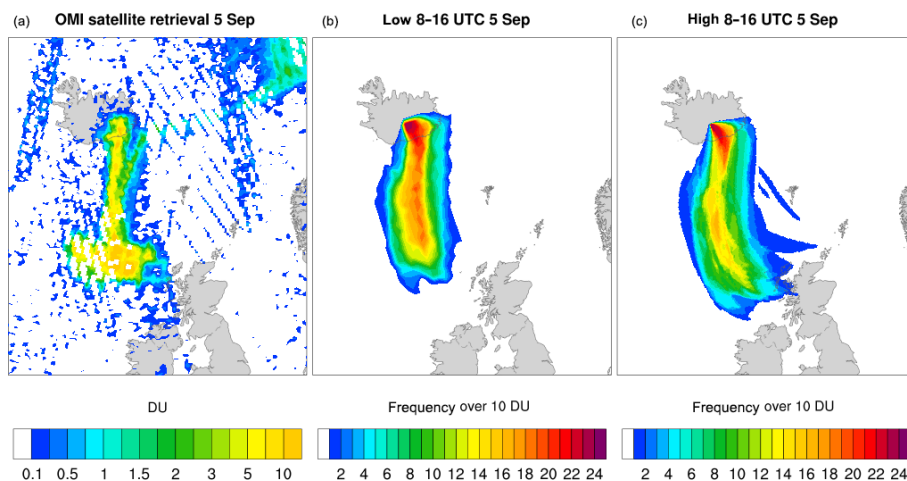 (a) OMI satellite retrieval 5 Sep
(b) Low 8–16 UTC 5 Sep
(c) High 8–16 UTC 5 Sep
DU
0.1 0.5 1 1.5 2 3 5 10
Frequency over 10 DU
2 4 6 8 10 12 14 16 18 20 22 24
Frequency over 10 DU
2 4 6 8 10 12 14 16 18 20 22 24